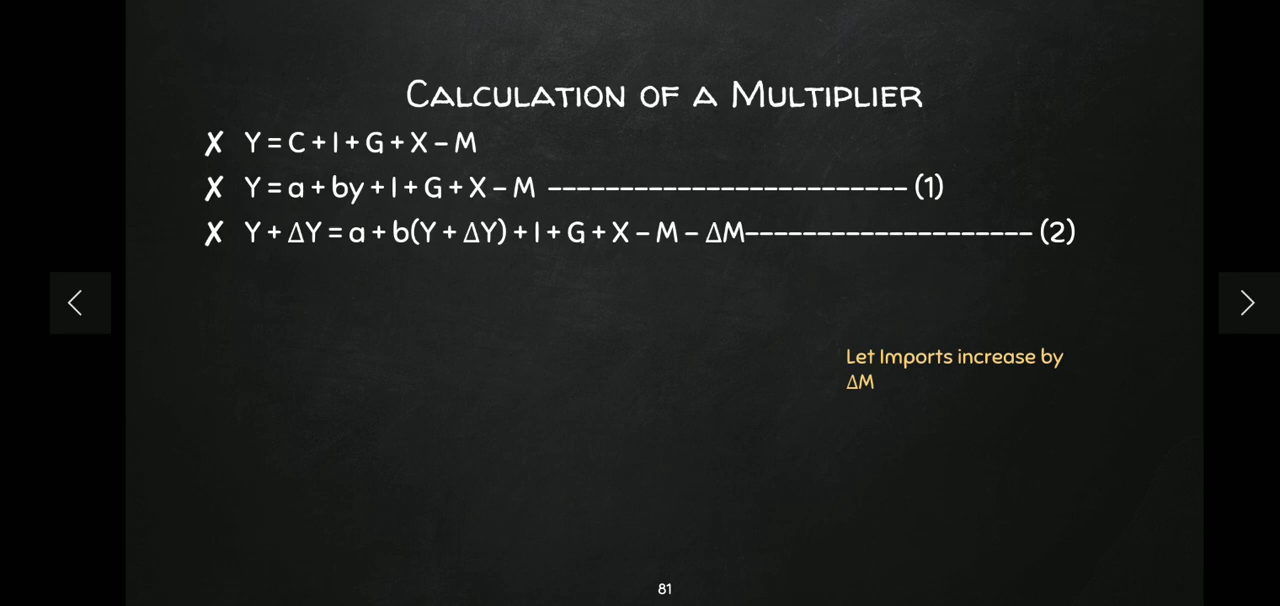 Calculation of a Multiplier
✗ Y = C + I + G + X – M
✗ Y = a + by + I + G + X – M ------------------------- (1)
✗ Y + ΔY = a + b(Y + ΔY) + I + G + X – M – ΔM-------------------- (2)
Let Imports increase by
ΔM
81